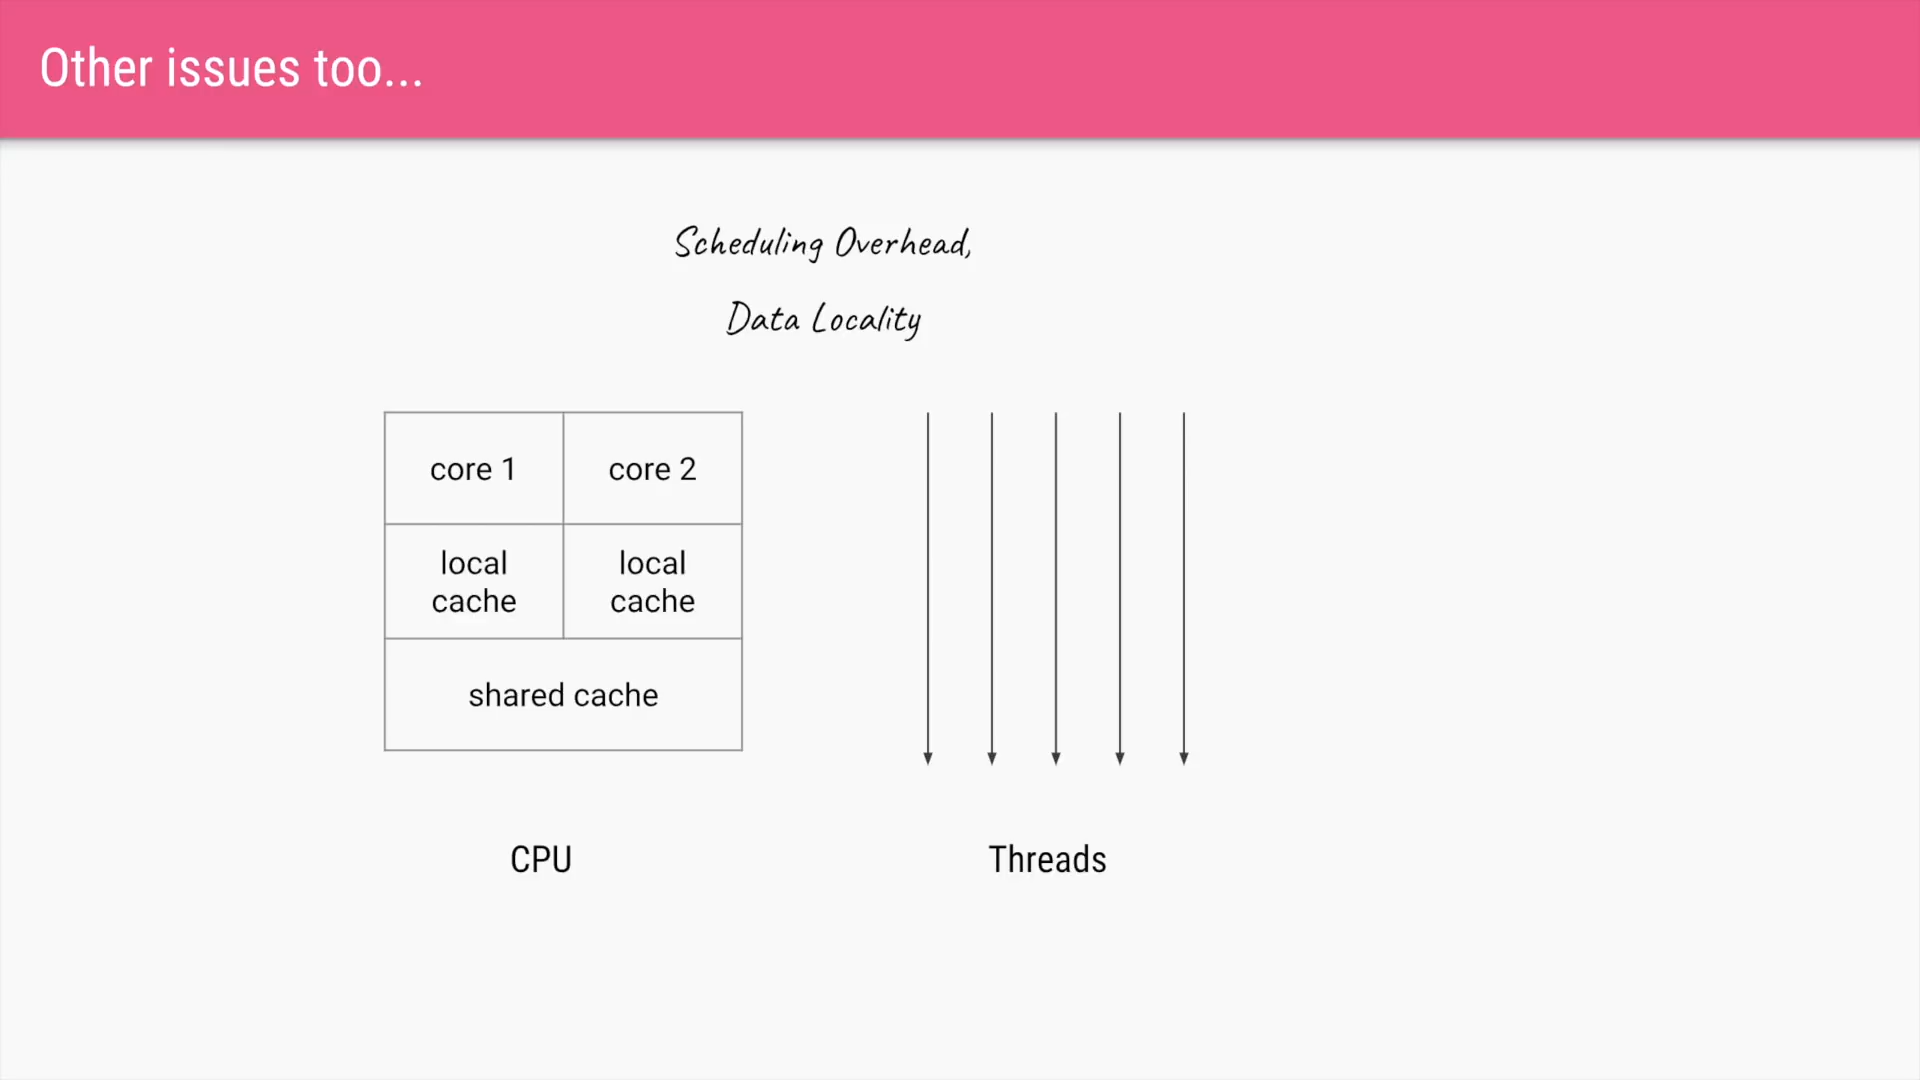 Other issues too...
Scheduling Overhead,
Data Locality
core 1
core 2
local
cache
local
cache
shared cache
CPU
Threads